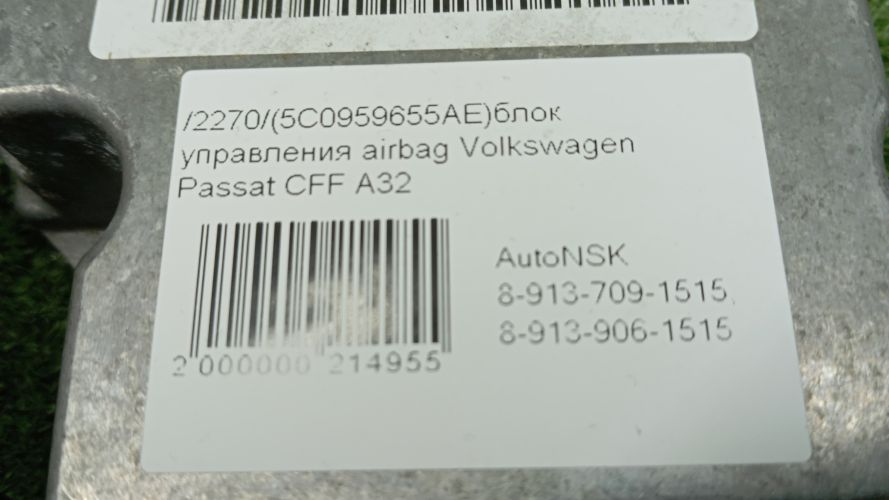 /2270/(5C0959655AE)блок
управления airbag Volkswagen
Passat CFF A32
AutoNSK
8-913-709-1515,
8-913-906-1515
2 000000 214955